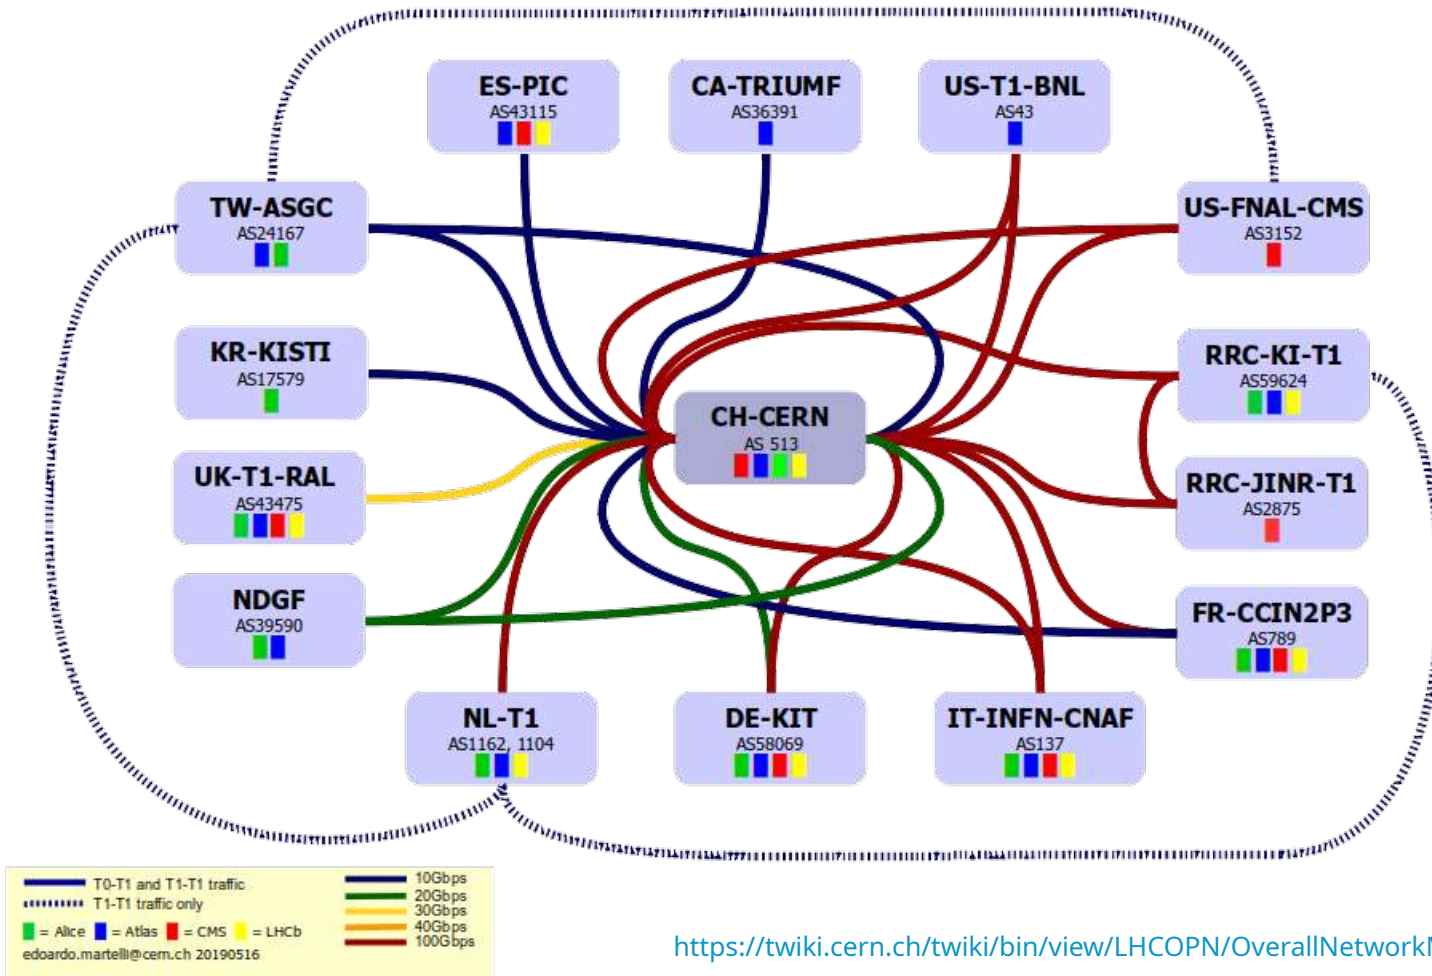 ES-PIC
AS43115
CA-TRIUMF
AS36391
US-T1-BNL
AS43
TW-ASGC
AS24167
US-FNAL-CMS
AS3152
KR-KISTI
AS17579
RRC-KI-T1
AS59624
CH-CERN
AS 513
UK-T1-RAL
AS43475
RRC-JINR-T1
AS2875
NDGF
AS39590
FR-CCIN2P3
AS789
NL-T1
AS1162, 1104
DE-KIT
AS58069
IT-INFN-CNAF
AS137
T0-T1 and T1-T1 traffic
T1-T1 traffic only
= Alice = Atlas = CMS = LHCb
edoardo.martelli@cern.ch 20190516
10Gbps
20Gbps
30Gbps
40Gbps
100Gbps
https://twiki.cern.ch/twiki/bin/view/LHCOPN/OverallNetworkM